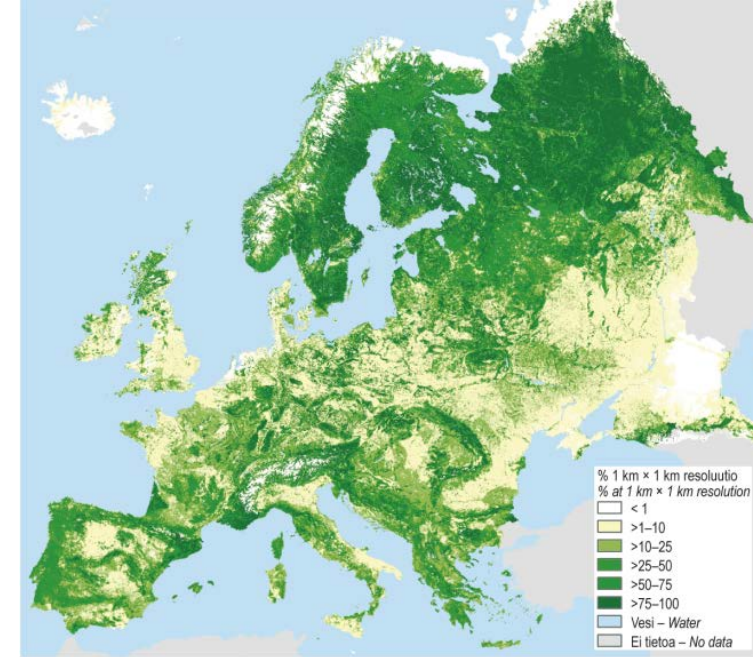 % 1 km × 1 km resoluutio
% at 1 km × 1 km resolution
< 1
>1–10
>10–25
>25–50
>50–75
>75–100
Vesi – Water
Ei tietoa – No data